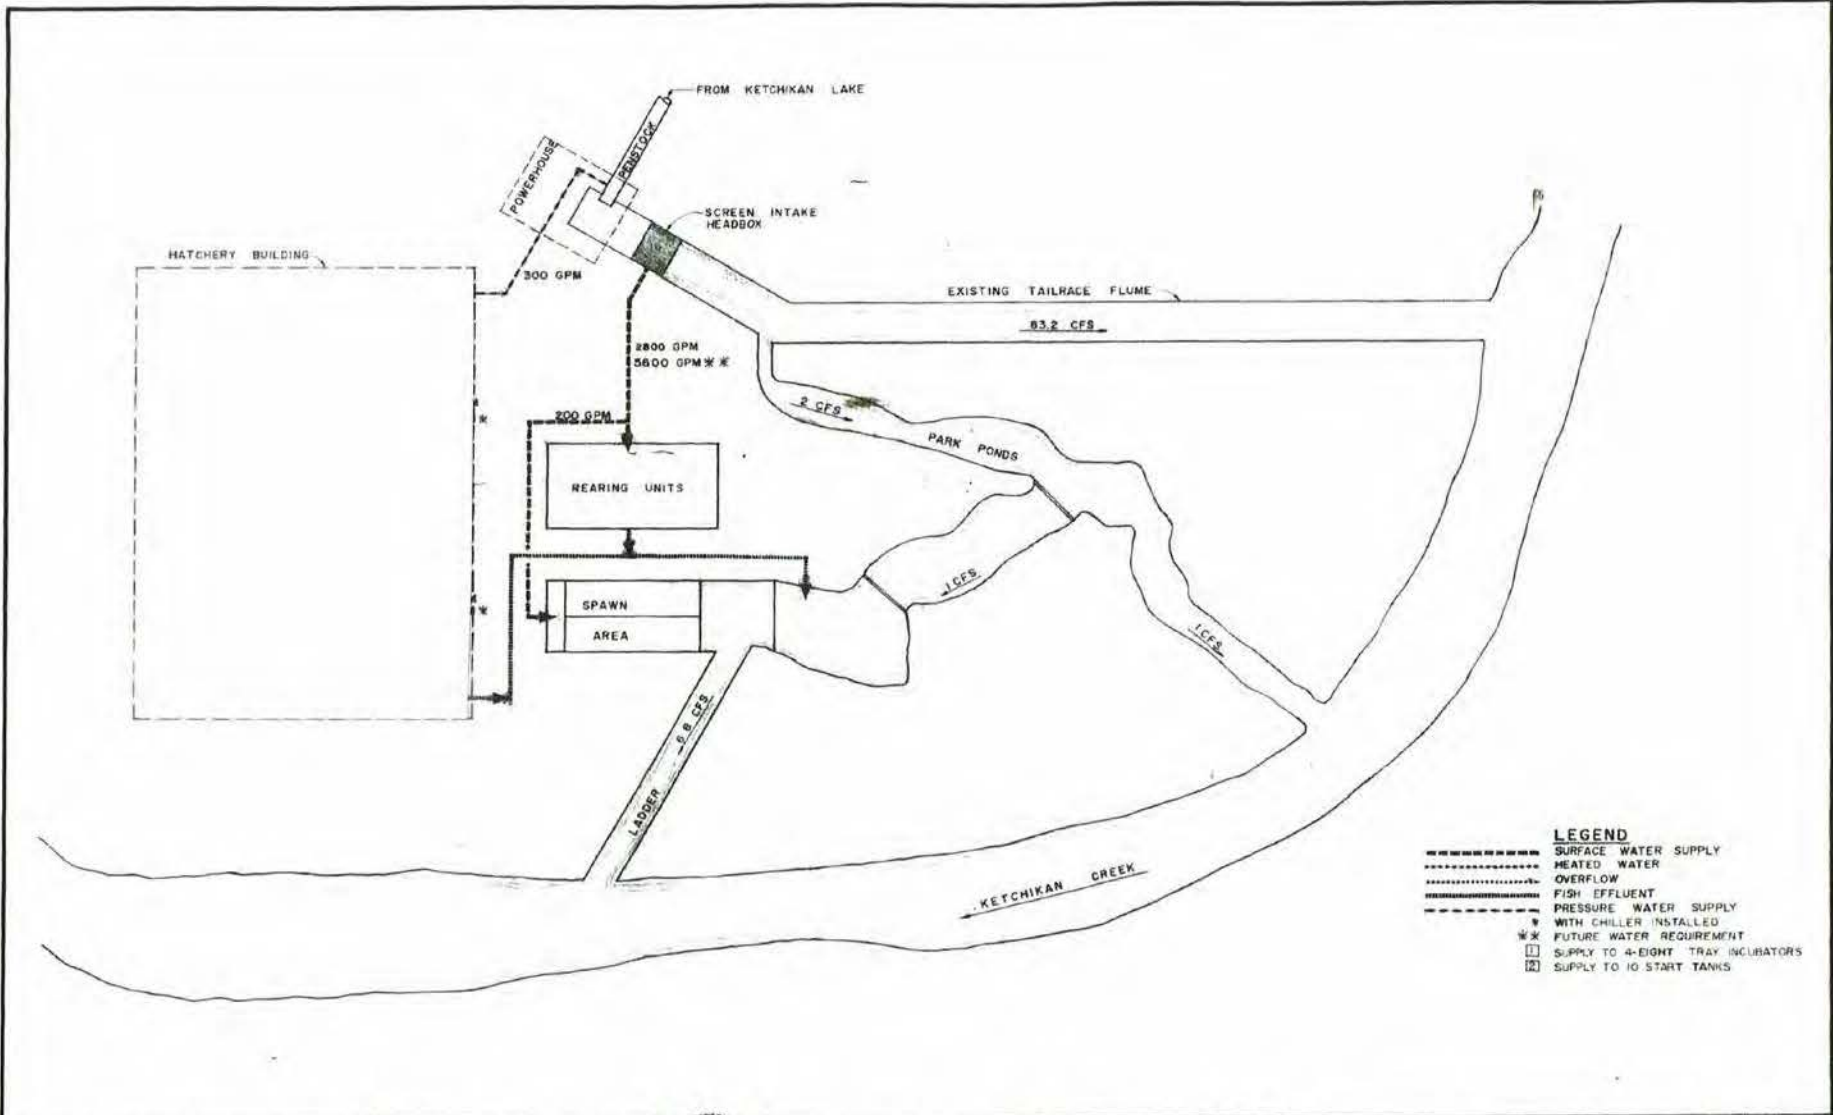 FROM KETCHIKAN LAKE
PENSTOCK
POWERHOUSE
SCREEN INTAKE
HEADBOX
HATCHERY BUILDING
300 GPM
EXISTING TAILRACE FLUME
83.2 CFS
2800 GPM
5600 GPM**
200 GPM
2 CFS
PARK PONDS
REARING UNITS
*
1 CFS
SPAWN
AREA
*
1 CFS
6.8 CFS
LADDER
KETCHIKAN CREEK
LEGEND
SURFACE WATER SUPPLY
HEATED WATER
OVERFLOW
FISH EFFLUENT
PRESSURE WATER SUPPLY
* WITH CHILLER INSTALLED
** FUTURE WATER REQUIREMENT
1 SUPPLY TO 4-EIGHT TRAY INCUBATORS
2 SUPPLY TO 10 START TANKS